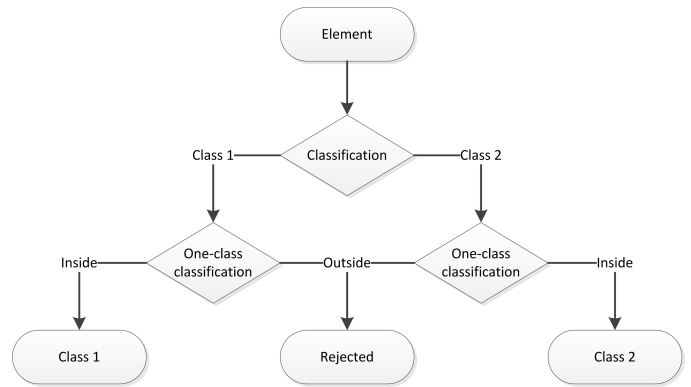 Element
Classification
Class 1
Class 2
One-class
classification
One-class
classification
Inside
Outside
Inside
Class 1
Rejected
Class 2